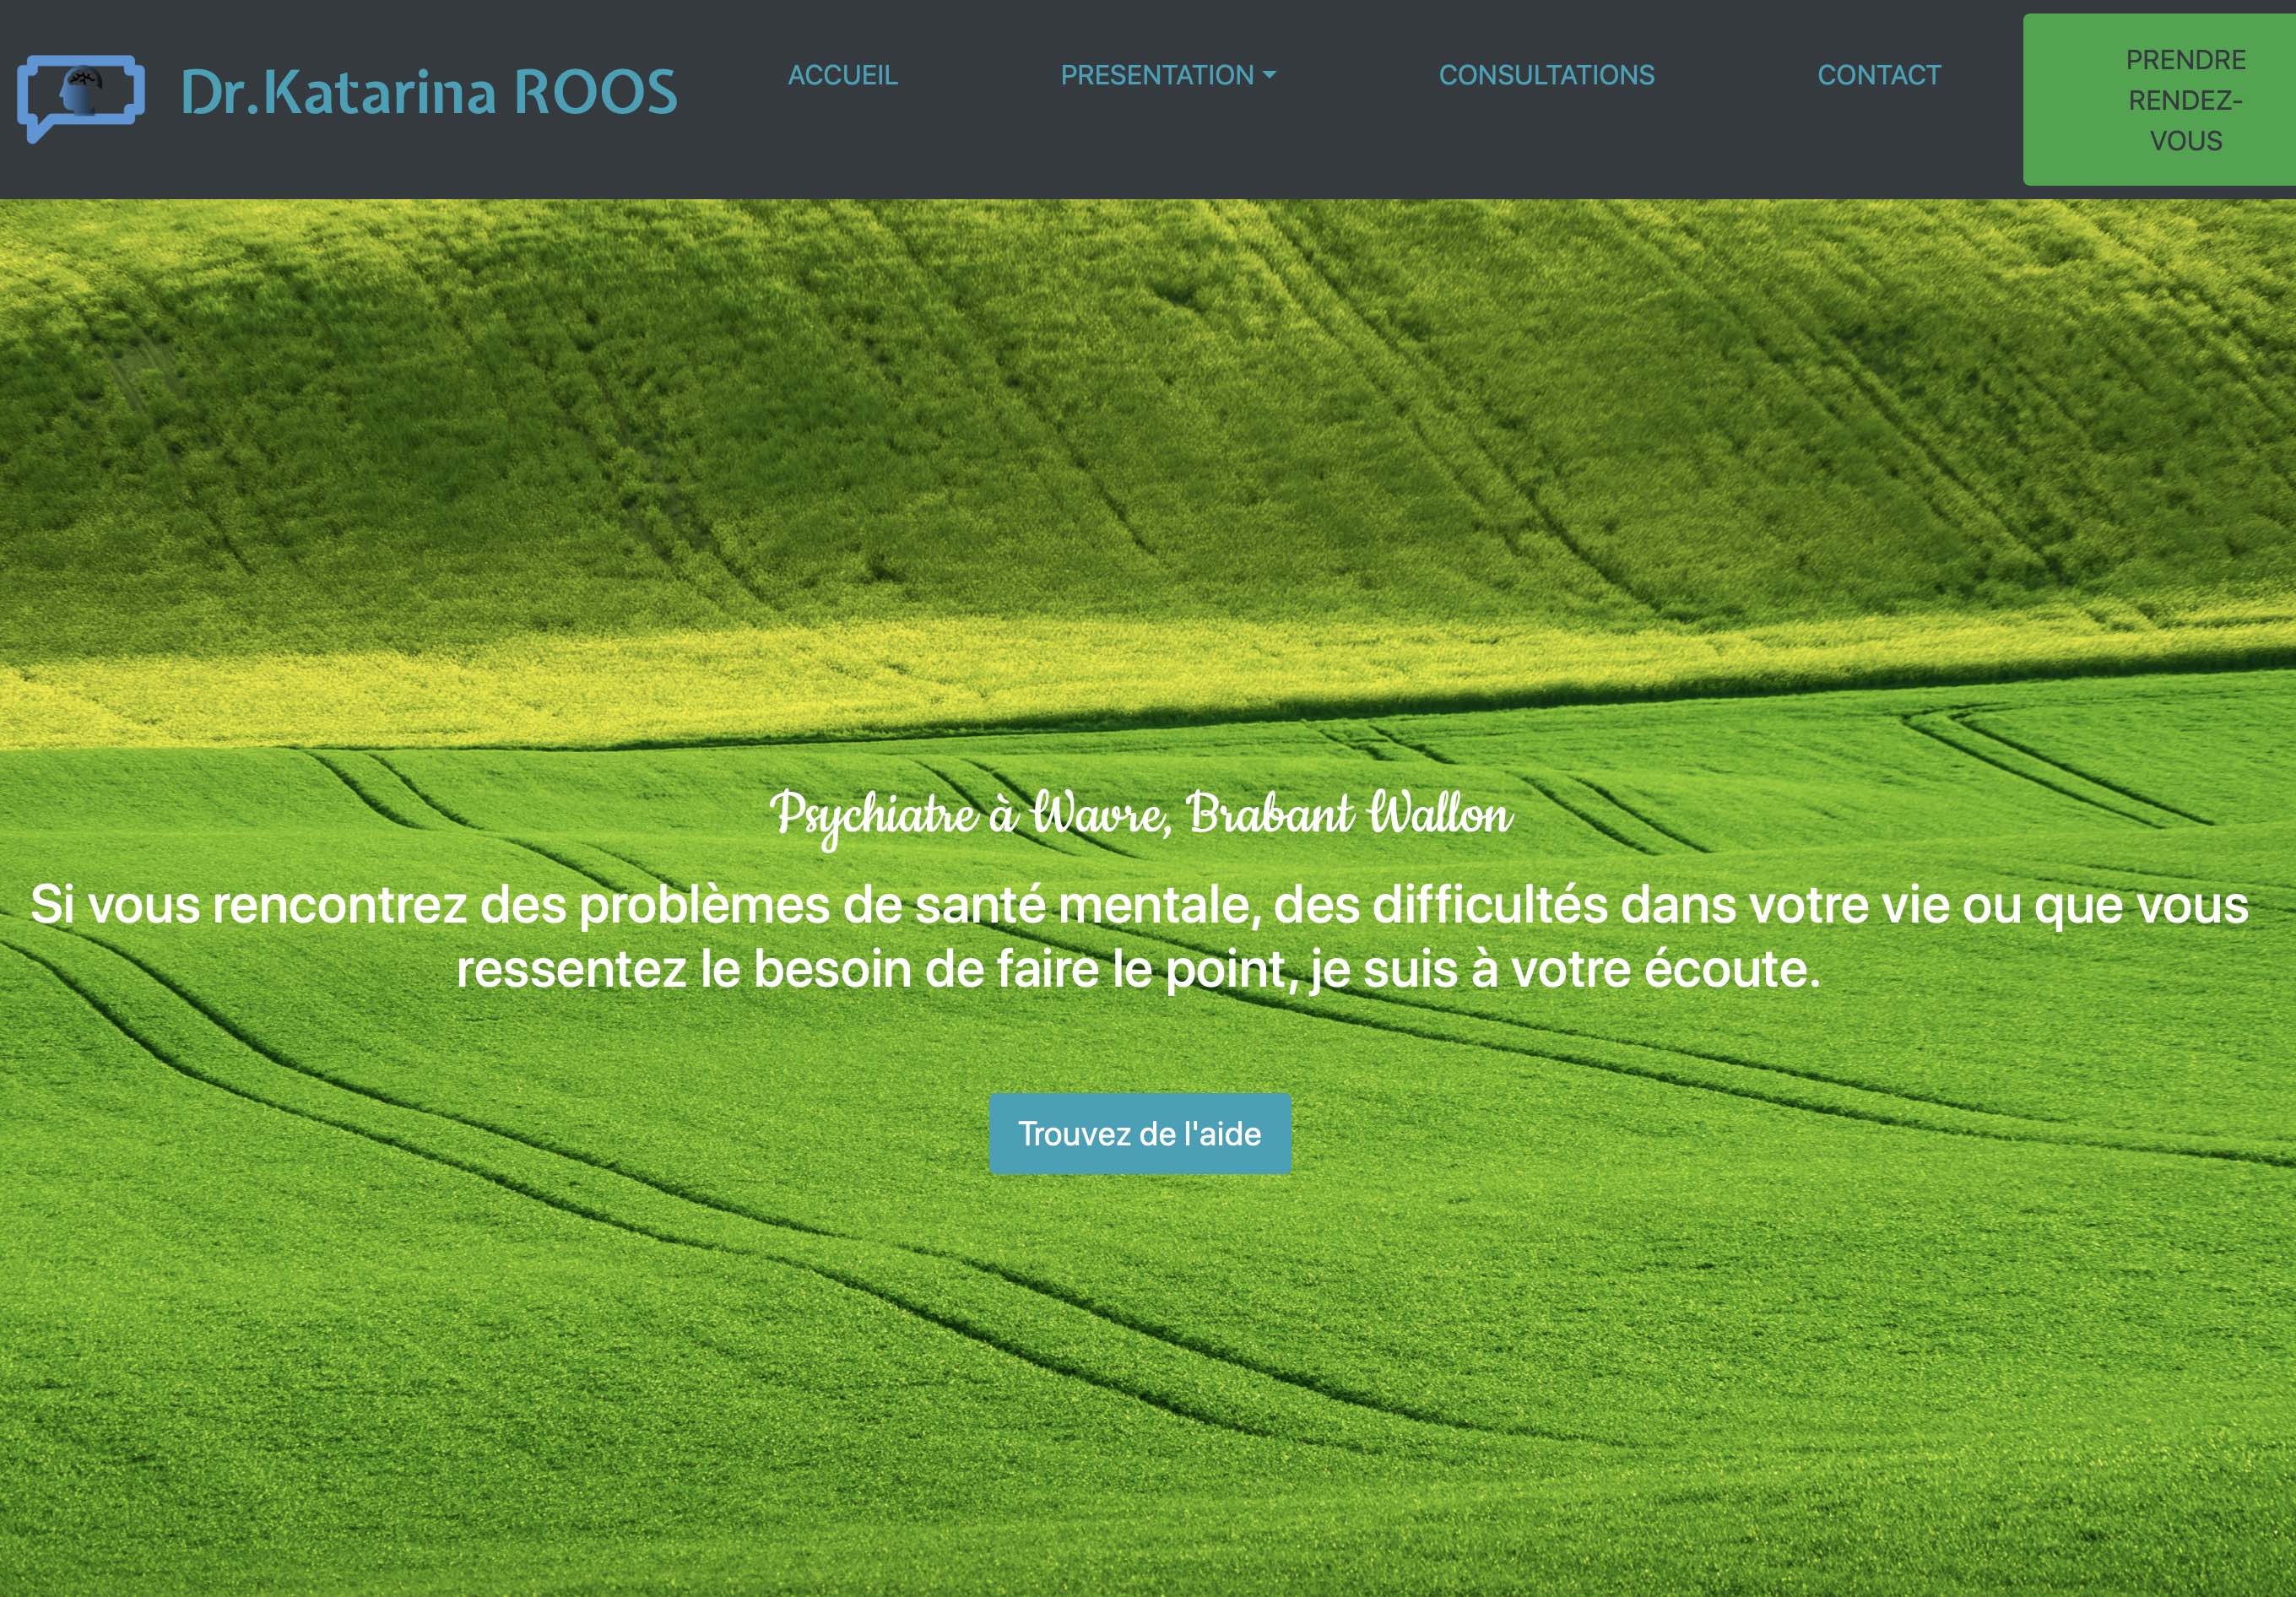 Dr.Katarina ROOS
ACCUEIL
PRESENTATION
CONSULTATIONS
CONTACT
PRENDRE
RENDEZ-
VOUS
Psychiatre à Wavre, Brabant Wallon
Si vous rencontrez des problèmes de santé mentale, des difficultés dans votre vie ou que vous
ressentez le besoin de faire le point, je suis à votre écoute.
Trouvez de l'aide